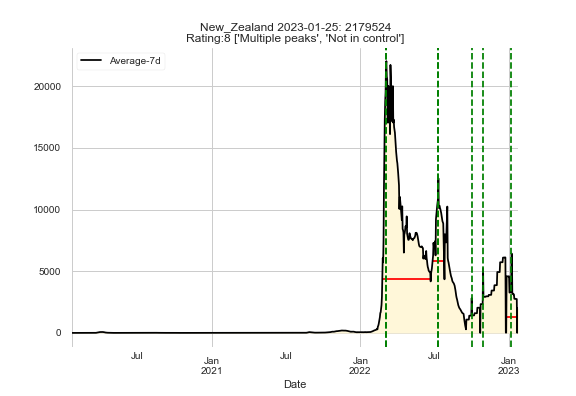 New_Zealand 2023-01-25: 2179524
Rating:8 ['Multiple peaks', 'Not in control']
Average-7d
20000
15000
10000
5000
0
Jul
Jan
2021
Jul
Jan
2022
Jul
Jan
2023
Date